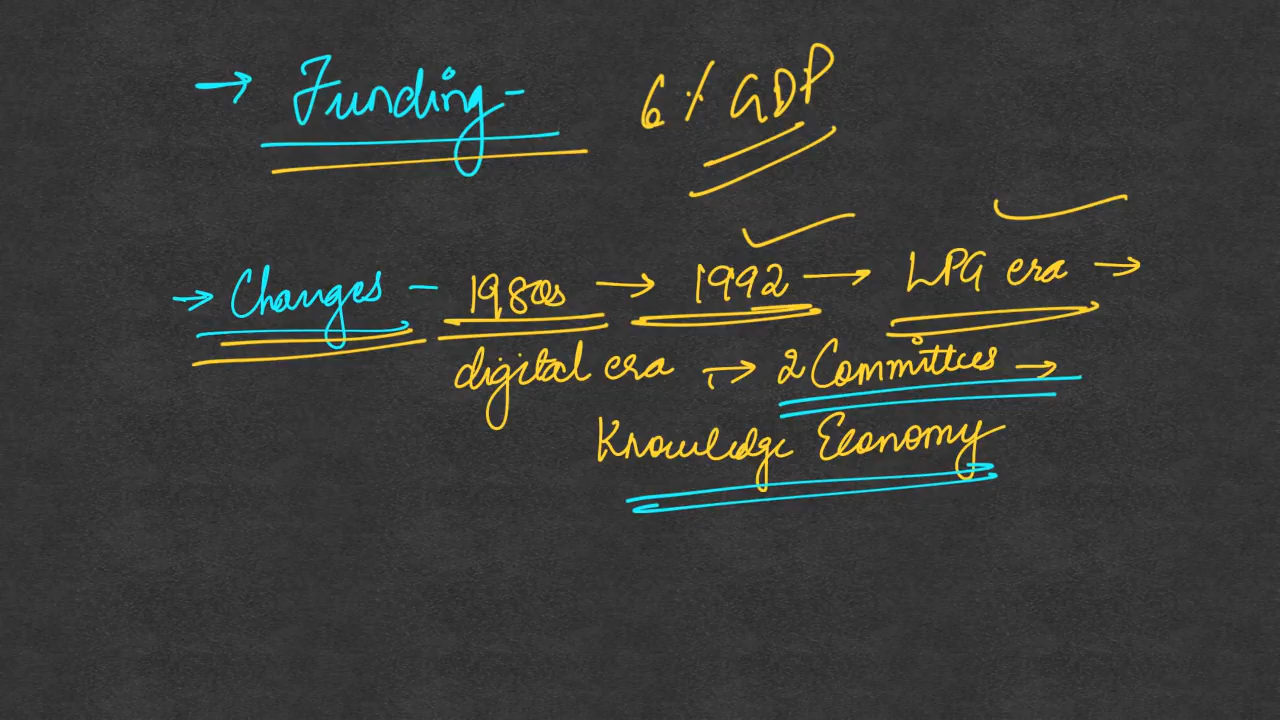 → Funding - 6% GDP
→ Changes - 1980s → 1992 → LPG era →
digital era → 2 Committees →
Knowledge Economy